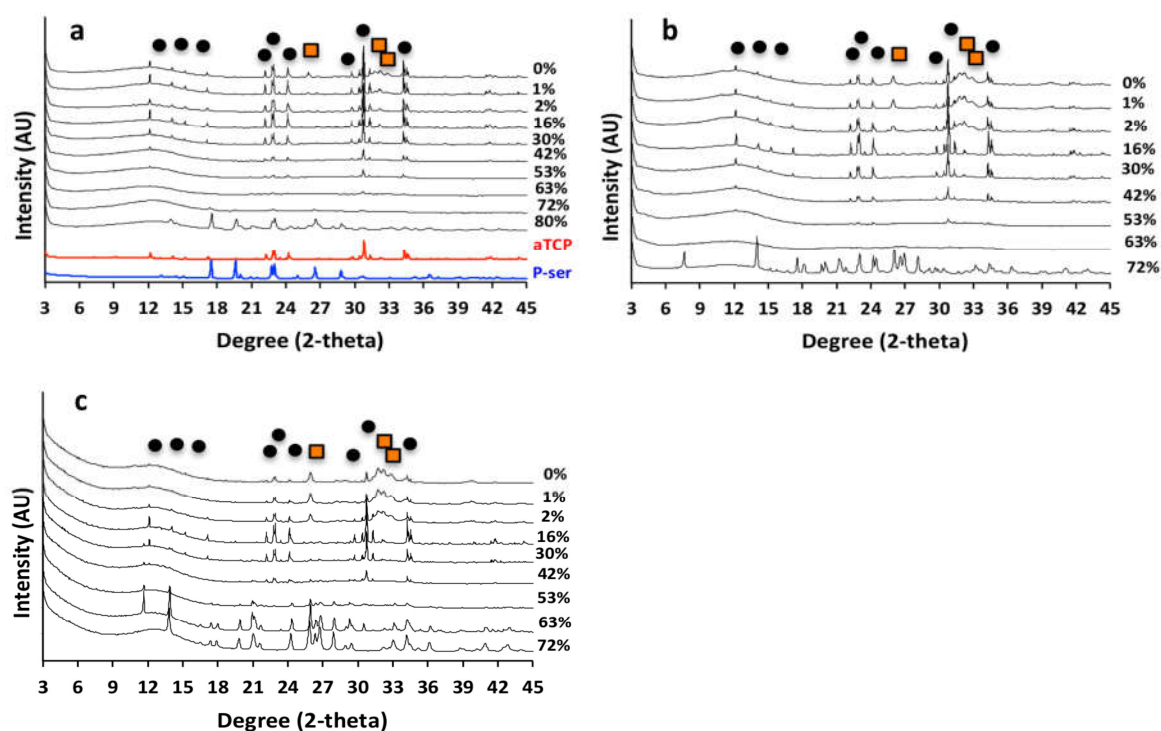 a
Intensity (AU)
0%
1%
2%
16%
30%
42%
53%
63%
72%
80%
aTCP
P-ser
3 6 9 12 15 18 21 24 27 30 33 36 39 42 45
Degree (2-theta)
b
Intensity (AU)
0%
1%
2%
16%
30%
42%
53%
63%
72%
3 6 9 12 15 18 21 24 27 30 33 36 39 42 45
Degree (2-theta)
c
Intensity (AU)
0%
1%
2%
16%
30%
42%
53%
63%
72%
3 6 9 12 15 18 21 24 27 30 33 36 39 42 45
Degree (2-theta)